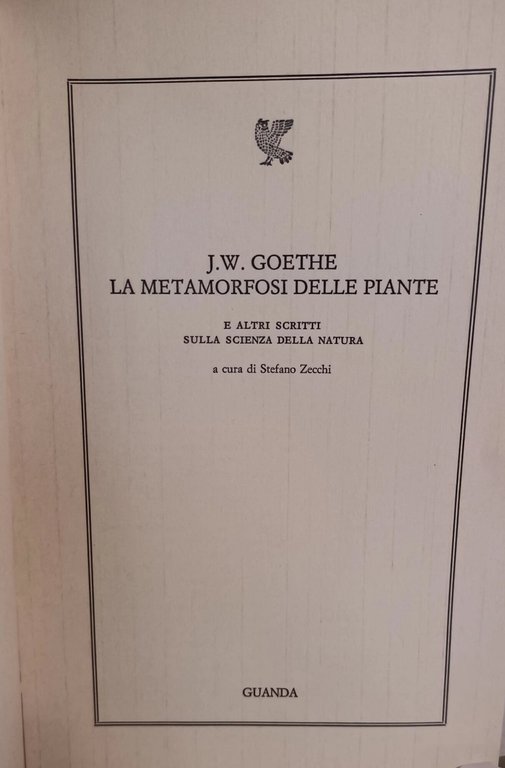 J.W. GOETHE
LA METAMORFOSI DELLE PIANTE
E ALTRI SCRITTI
SULLA SCIENZA DELLA NATURA
a cura di Stefano Zecchi
GUANDA